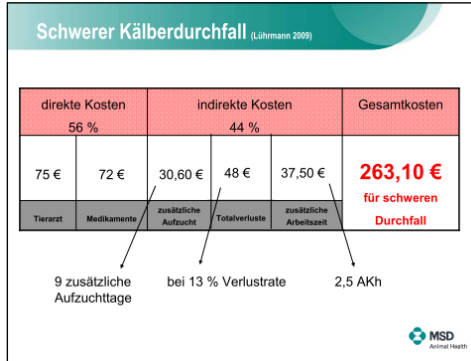 Schwerer Kälberdurchfall (Lührmann 2009)
direkte Kosten
56 %
indirekte Kosten
44 %
Gesamtkosten
75 €
72 €
30,60 €
48 €
37,50 €
263,10 €
für schweren
Durchfall
Tierarzt
Medikamente
zusätzliche
Aufzucht
Totalverluste
zusätzliche
Arbeitszeit
9 zusätzliche
Aufzuchttage
bei 13 % Verlustrate
2,5 AKh
MSD
Animal Health